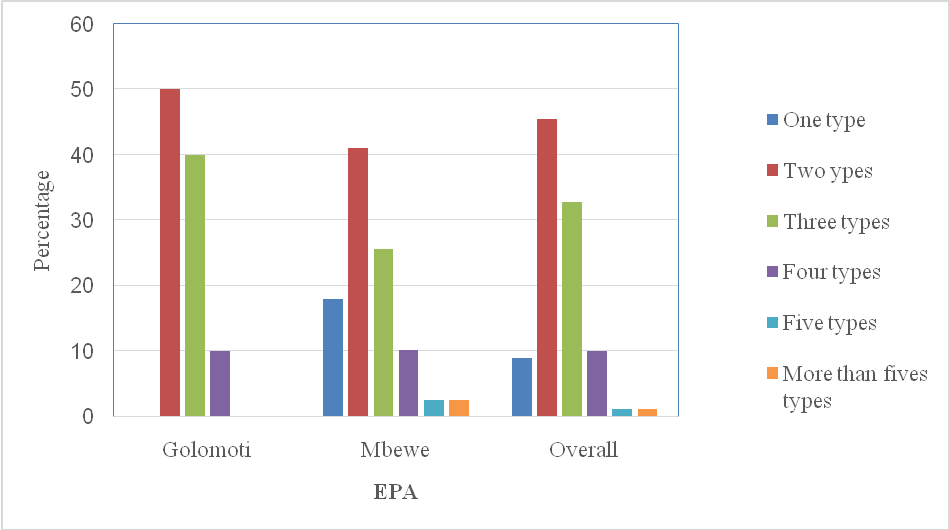 60
50
40
30
20
10
0
Percentage
Golomoti
Mbewe
Overall
EPA
One type
Two ypes
Three types
Four types
Five types
More than fives
types